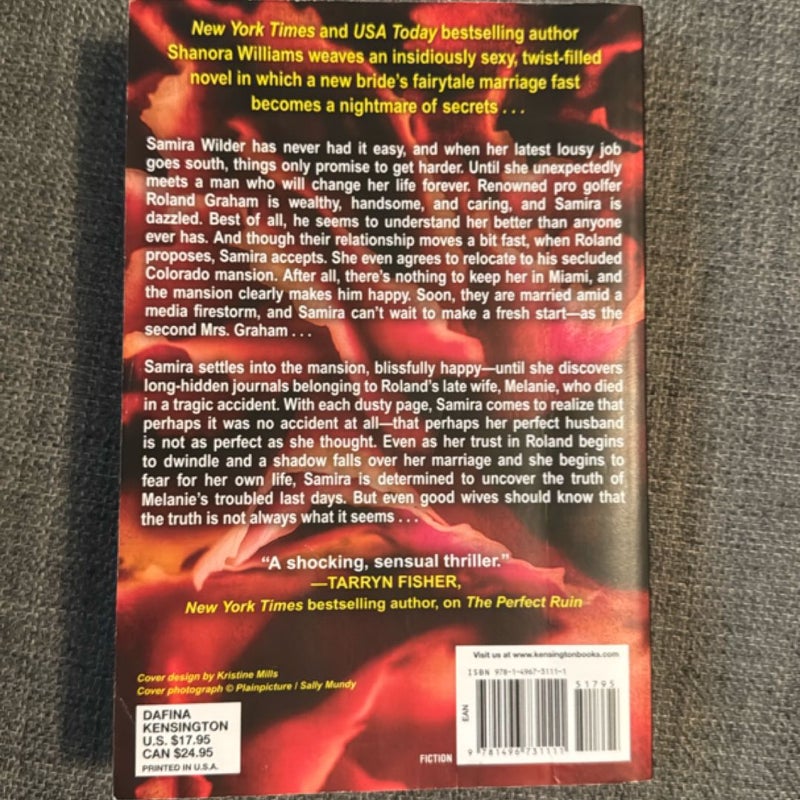 New York Times and USA Today bestselling author
Shanora Williams weaves an insidiously sexy, twist-filled
novel in which a new bride's fairytale marriage fast
becomes a nightmare of secrets . . .
Samira Wilder has never had it easy, and when her latest lousy job
goes south, things only promise to get harder. Until she unexpectedly
meets a man who will change her life forever. Renowned pro golfer
Roland Graham is wealthy, handsome, and caring, and Samira is
dazzled. Best of all, he seems to understand her better than anyone
ever has. And though their relationship moves a bit fast, when Roland
proposes, Samira accepts. She even agrees to relocate to his secluded
Colorado mansion. After all, there's nothing to keep her in Miami, and
the mansion clearly makes him happy. Soon, they are married amid a
media firestorm, and Samira can't wait to make a fresh start—as the
second Mrs. Graham . . .
Samira settles into the mansion, blissfully happy—until she discovers
long-hidden journals belonging to Roland's late wife, Melanie, who died
in a tragic accident. With each dusty page, Samira comes to realize that
perhaps it was no accident at all—that perhaps her perfect husband
is not as perfect as she thought. Even as her trust in Roland begins
to dwindle and a shadow falls over her marriage and she begins to
fear for her own life, Samira is determined to uncover the truth of
Melanie's troubled last days. But even good wives should know that
the truth is not always what it seems . . .
"A shocking, sensual thriller."
—TARRYN FISHER,
New York Times bestselling author, on The Perfect Ruin
Cover design by Kristine Mills
Cover photograph © Plainpicture / Sally Mundy
DAFINA
KENSINGTON
U.S. $17.95
CAN $24.95
PRINTED IN U.S.A.
FICTION
Visit us at www.kensingtonbooks.com
ISBN 978-1-4967-3111-1
51795
EAN
9 781496 731111